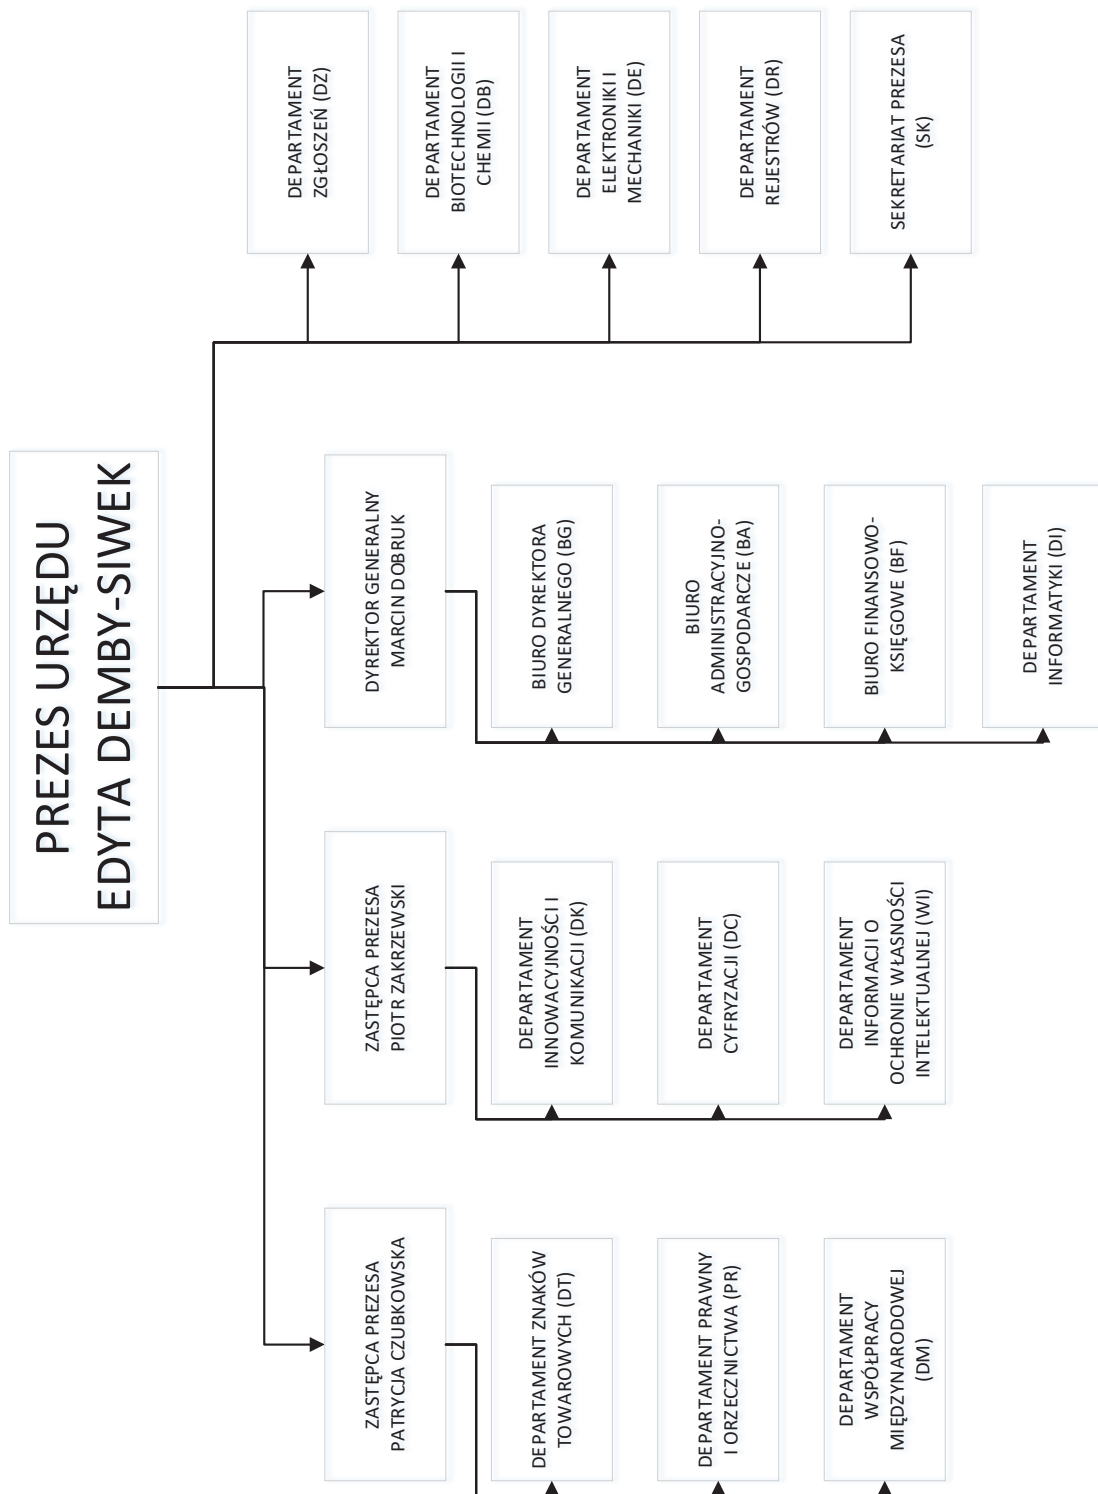 PREZES URZĘDU
EDYTA DEMBY-SIWEK
ZASTĘPCA PREZESA
PATRYCJA CZUBKOWSKA
DEPARTAMENT ZNAKÓW
TOWAROWYCH (DT)
DEPARTAMENT PRAWNY
I ORZECZNICTWA (PR)
DEPARTAMENT
WSPÓŁPRACY
MIĘDZYNARODOWEJ
(DM)
ZASTĘPCA PREZESA
PIOTR ZAKRZEWSKI
DEPARTAMENT
INNOWACYJNOŚCI I
KOMUNIKACJI (DK)
DEPARTAMENT
CYFRYZACJI (DC)
DEPARTAMENT
INFORMACJI O
OCHRONIE WŁASNOŚCI
INTELEKTUALNEJ (WI)
DYREKTOR GENERALNY
MARCIN DOBRUK
BIURO DYREKTORA
GENERALNEGO (BG)
BIURO
ADMINISTRACYJNO-
GOSPODARCZE (BA)
BIURO FINANSOWO-
KSIĘGOWE (BF)
DEPARTAMENT
INFORMATYKI (DI)
DEPARTAMENT
ZGŁOSZEŃ (DZ)
DEPARTAMENT
BIOTECHNOLOGII I
CHEMII (DB)
DEPARTAMENT
ELEKTRONIKI I
MECHANIKI (DE)
DEPARTAMENT
REJESTRÓW (DR)
SEKRETARIAT PREZESA
(SK)